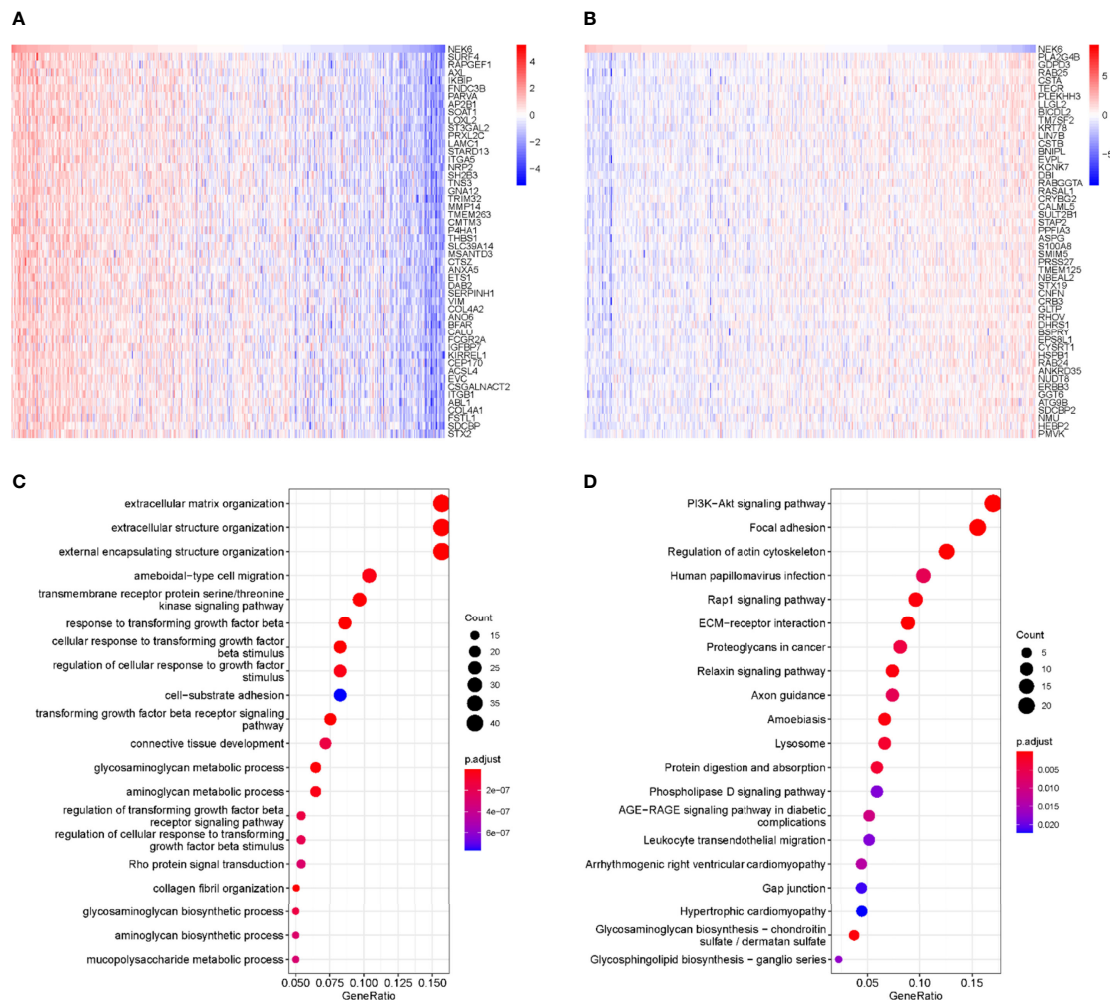 A
NEK6
SURF4
RAPGEF1
AXL
IKBIP
FNDC3B
PARVA
AP2B1
SOAT1
LOXL2
ST3GAL2
PRXL2C
LAMC1
STARD13
ITGA5
NRP2
SH2B3
TNS3
GNA12
TRIM32
MMP14
TMEM263
CMTM3
P4HA1
THBS1
SLC39A14
MSANTD3
CTSZ
ANXA5
ETS1
DAB2
SERPINH1
VIM
COL4A2
ANO6
BFAR
CALU
FCGR2A
IGFBP7
KIRREL1
CEP170
ACSL4
EVC
CSGALNACT2
ITGB1
ABL1
COL4A1
FSTL1
SDCBP
STX2
4
2
0
−2
−4
B
NEK6
PLA2G4B
GDPD3
RAB25
CSTA
TECR
PLEKHH3
LLGL2
BICDL2
TM7SF2
KRT78
LIN7B
CSTB
BNIPL
EVPL
KCNK7
DBI
RABGGTA
RASAL1
CRYBG2
CALML5
SULT2B1
STAP2
PPFIA3
ASPG
S100A8
SMIM5
PRSS27
TMEM125
NBEAL2
STX19
CNFN
CRB3
GLTP
RHOV
DHRS1
BSPRY
EPS8L1
CYSRT1
HSPB1
RAB24
ANKRD35
NUDT8
ERBB3
GGT6
ATG9B
SDCBP2
NMU
HEBP2
PMVK
5
0
−5
C
extracellular matrix organization
extracellular structure organization
external encapsulating structure organization
ameboidal−type cell migration
transmembrane receptor protein serine/threonine
kinase signaling pathway
response to transforming growth factor beta
cellular response to transforming growth factor
beta stimulus
regulation of cellular response to growth factor
stimulus
cell−substrate adhesion
transforming growth factor beta receptor signaling
pathway
connective tissue development
glycosaminoglycan metabolic process
aminoglycan metabolic process
regulation of transforming growth factor beta
receptor signaling pathway
regulation of cellular response to transforming
growth factor beta stimulus
Rho protein signal transduction
collagen fibril organization
glycosaminoglycan biosynthetic process
aminoglycan biosynthetic process
mucopolysaccharide metabolic process
0.050 0.075 0.100 0.125 0.150
GeneRatio
Count
15
20
25
30
35
40
p.adjust
2e−07
4e−07
6e−07
D
PI3K−Akt signaling pathway
Focal adhesion
Regulation of actin cytoskeleton
Human papillomavirus infection
Rap1 signaling pathway
ECM−receptor interaction
Proteoglycans in cancer
Relaxin signaling pathway
Axon guidance
Amoebiasis
Lysosome
Protein digestion and absorption
Phospholipase D signaling pathway
AGE−RAGE signaling pathway in diabetic
complications
Leukocyte transendothelial migration
Arrhythmogenic right ventricular cardiomyopathy
Gap junction
Hypertrophic cardiomyopathy
Glycosaminoglycan biosynthesis − chondroitin
sulfate / dermatan sulfate
Glycosphingolipid biosynthesis − ganglio series
0.05 0.10 0.15
GeneRatio
Count
5
10
15
20
p.adjust
0.005
0.010
0.015
0.020